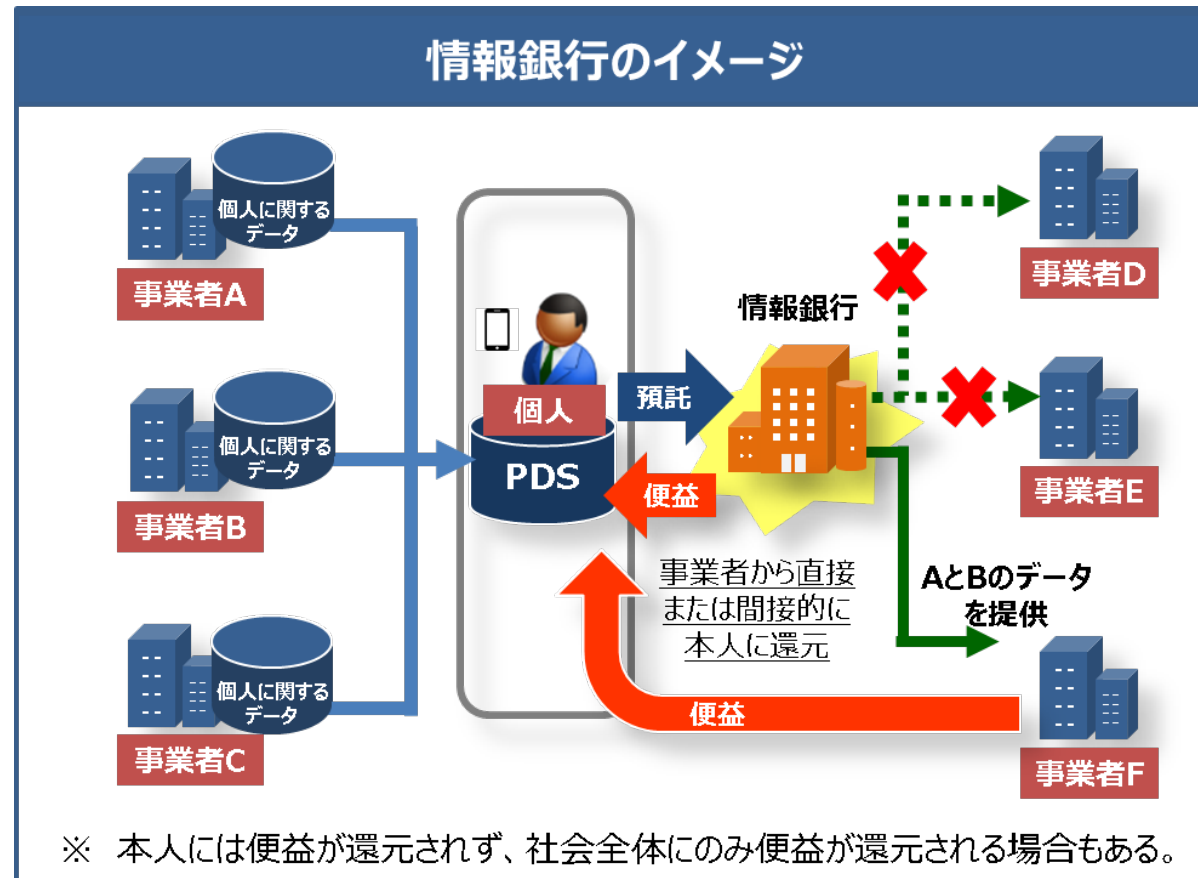 情報銀行のイメージ
個人に関する
データ
事業者A
個人に関する
データ
事業者B
個人に関する
データ
事業者C
個人
PDS
預託
便益
情報銀行
事業者から直接
または間接的に
本人に還元
便益
AとBのデータ
を提供
事業者D
事業者E
事業者F
※ 本人には便益が還元されず、社会全体にのみ便益が還元される場合もある。